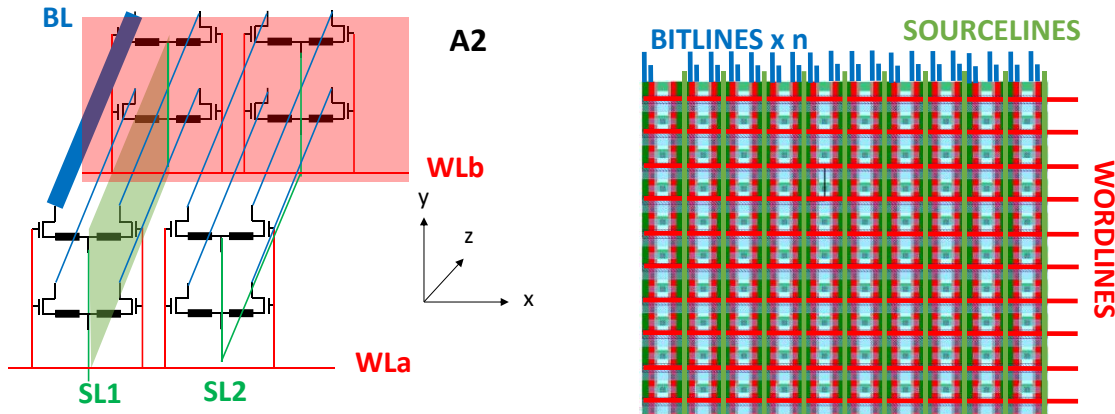 BL
A2
WLb
y
z
x
WLa
SL1
SL2
BITLINES x n
SOURCELINES
WORDLINES